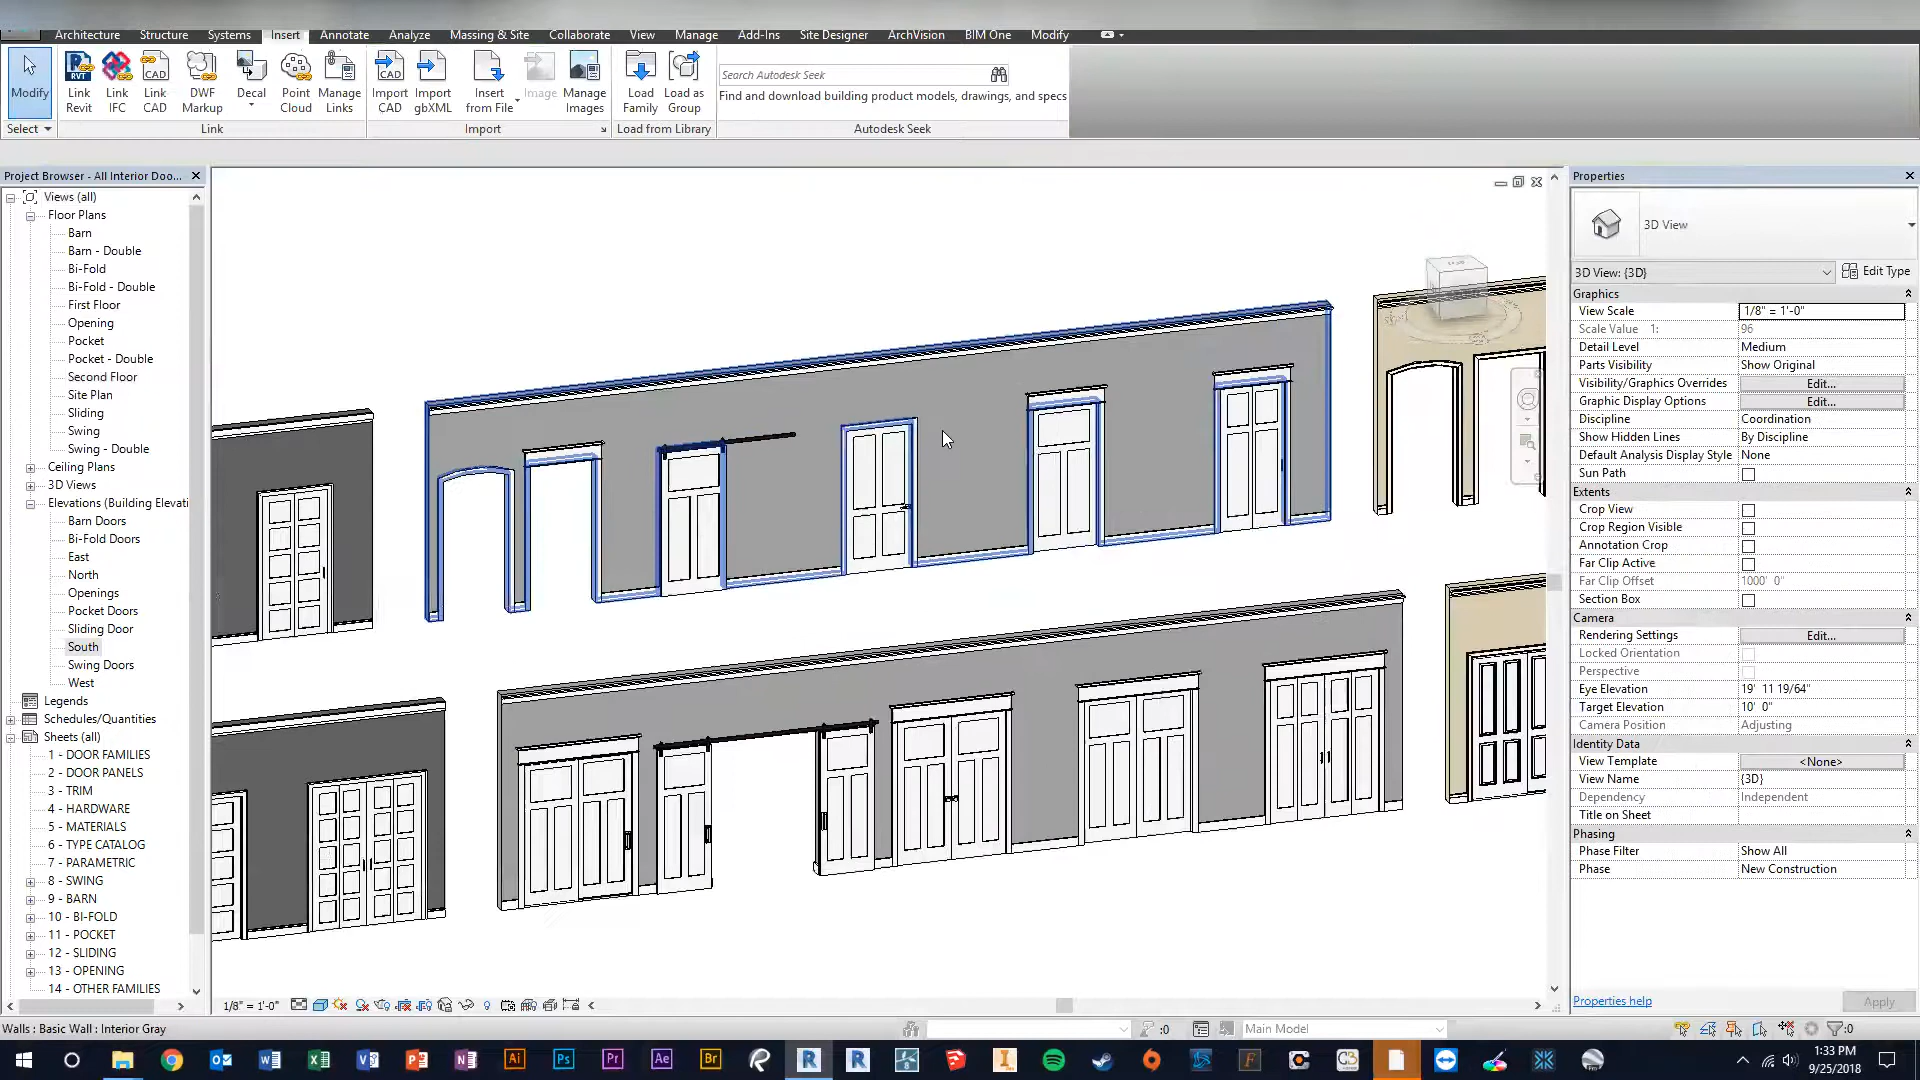 Architecture Structure Systems Insert Annotate Analyze Massing & Site Collaborate View Manage Add-Ins Site Designer ArchVision BIM One Modify
Modify
Link Revit
Link IFC
Link CAD
DWF Markup
Decal
Point Cloud
Manage Links
Import CAD
Import gbXML
Insert from File
Image
Manage Images
Load Family
Load as Group
Search Autodesk Seek
Find and download building product models, drawings, and specs
Select
Link
Import
Load from Library
Autodesk Seek
Project Browser - All Interior Doo...
Views (all)
Floor Plans
Barn
Barn - Double
Bi-Fold
Bi-Fold - Double
First Floor
Opening
Pocket
Pocket - Double
Second Floor
Site Plan
Sliding
Swing
Swing - Double
Ceiling Plans
3D Views
Elevations (Building Elevati
Barn Doors
Bi-Fold Doors
East
North
Openings
Pocket Doors
Sliding Door
South
Swing Doors
West
Legends
Schedules/Quantities
Sheets (all)
1 - DOOR FAMILIES
2 - DOOR PANELS
3 - TRIM
4 - HARDWARE
5 - MATERIALS
6 - TYPE CATALOG
7 - PARAMETRIC
8 - SWING
9 - BARN
10 - BI-FOLD
11 - POCKET
12 - SLIDING
13 - OPENING
14 - OTHER FAMILIES
Properties
3D View
3D View: {3D}
Edit Type
Graphics
View Scale 1/8" = 1'-0"
Scale Value 1: 96
Detail Level Medium
Parts Visibility Show Original
Visibility/Graphics Overrides Edit...
Graphic Display Options Edit...
Discipline Coordination
Show Hidden Lines By Discipline
Default Analysis Display Style None
Sun Path
Extents
Crop View
Crop Region Visible
Annotation Crop
Far Clip Active
Far Clip Offset 1000' 0"
Section Box
Camera
Rendering Settings Edit...
Locked Orientation
Perspective
Eye Elevation 19' 11 19/64"
Target Elevation 10' 0"
Camera Position Adjusting
Identity Data
View Template <None>
View Name {3D}
Dependency Independent
Title on Sheet
Phasing
Phase Filter Show All
Phase New Construction
Properties help
Apply
1/8" = 1'-0"
Walls : Basic Wall : Interior Gray
:0
Main Model
:0
1:33 PM
9/25/2018